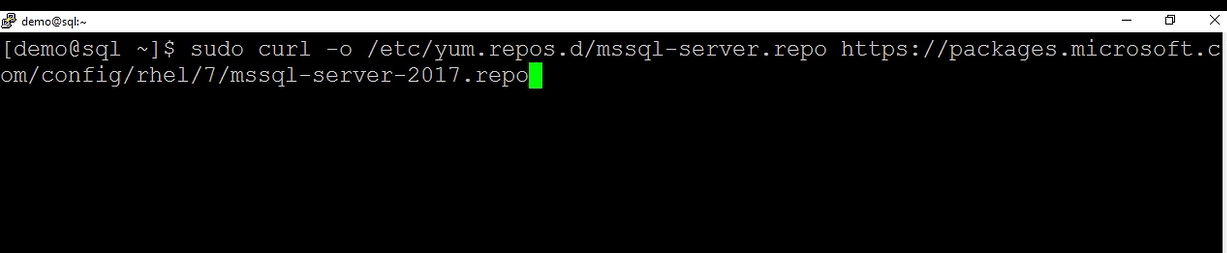 demo@sql:~
[demo@sql ~]$ sudo curl -o /etc/yum.repos.d/mssql-server.repo https://packages.microsoft.c
om/config/rhel/7/mssql-server-2017.repo